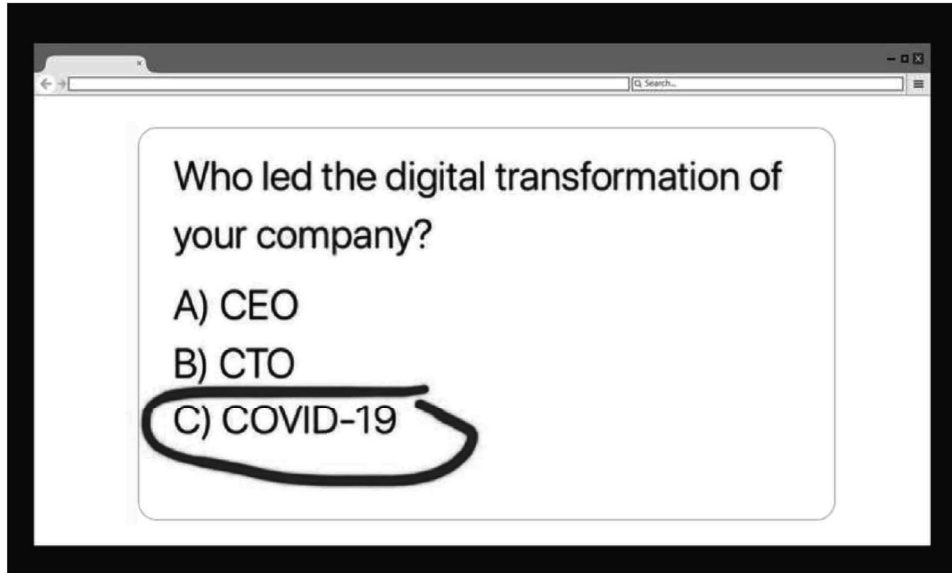 Search...
Who led the digital transformation of
your company?
A) CEO
B) CTO
C) COVID-19